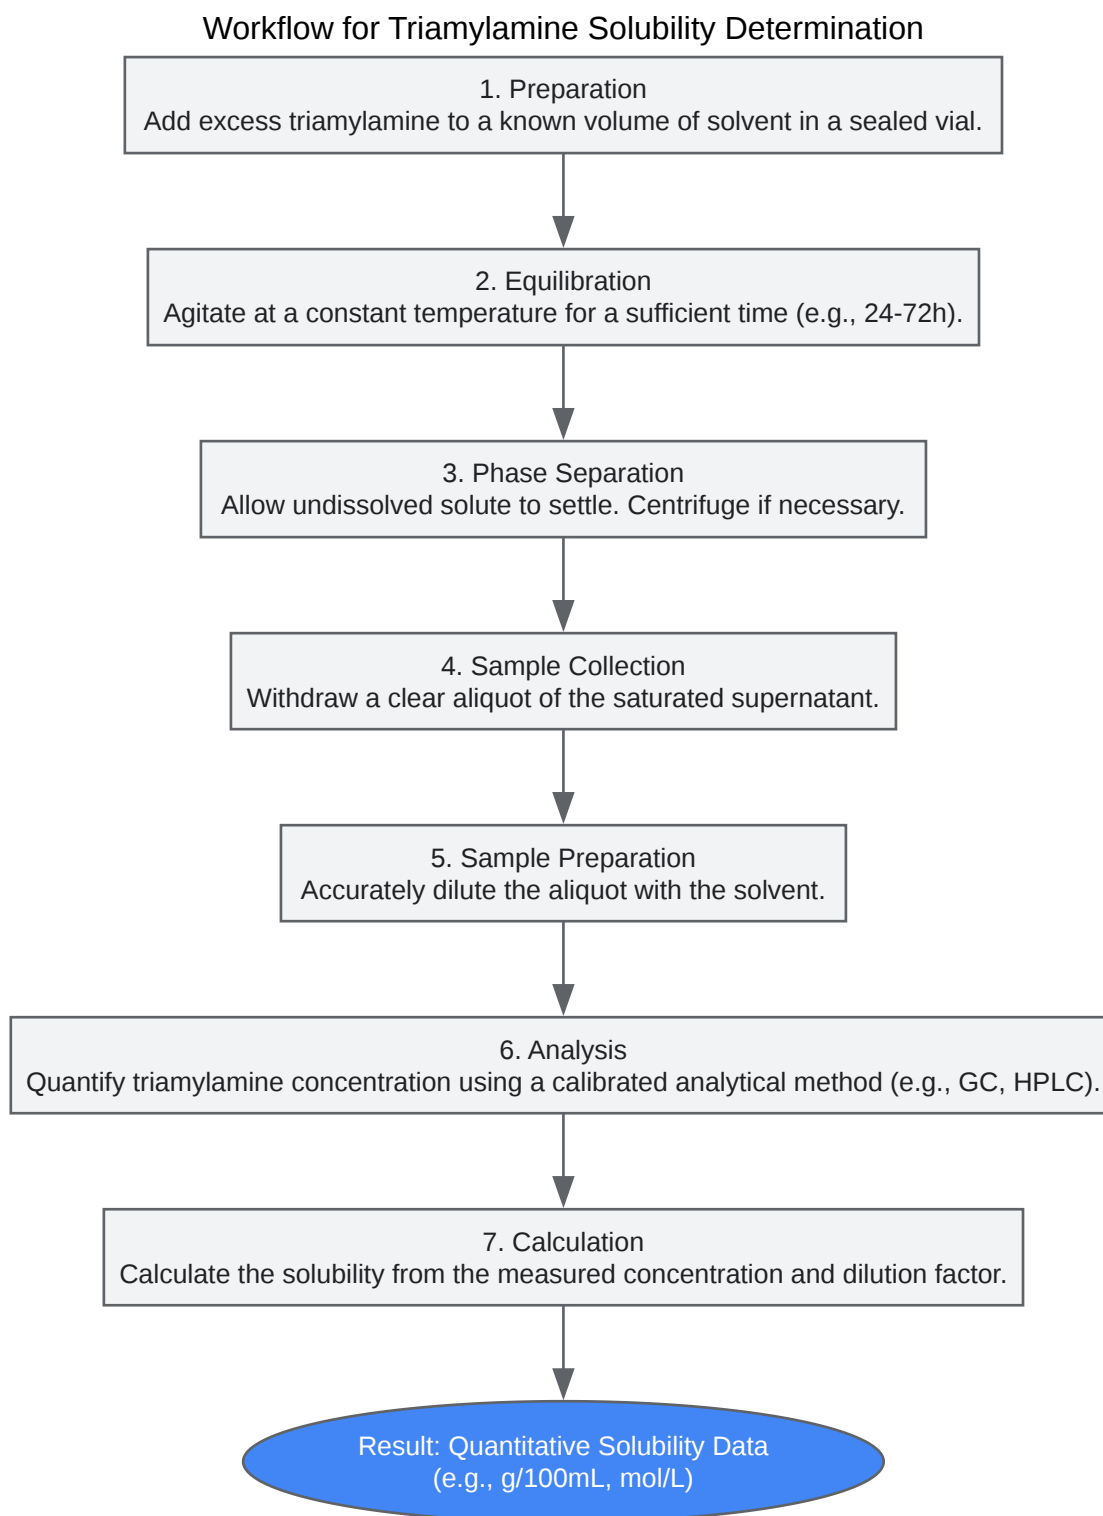 Workflow for Triamylamine Solubility Determination
1. Preparation
Add excess triamylamine to a known volume of solvent in a sealed vial.
2. Equilibration
Agitate at a constant temperature for a sufficient time (e.g., 24-72h).
3. Phase Separation
Allow undissolved solute to settle. Centrifuge if necessary.
4. Sample Collection
Withdraw a clear aliquot of the saturated supernatant.
5. Sample Preparation
Accurately dilute the aliquot with the solvent.
6. Analysis
Quantify triamylamine concentration using a calibrated analytical method (e.g., GC, HPLC).
7. Calculation
Calculate the solubility from the measured concentration and dilution factor.
Result: Quantitative Solubility Data
(e.g., g/100mL, mol/L)